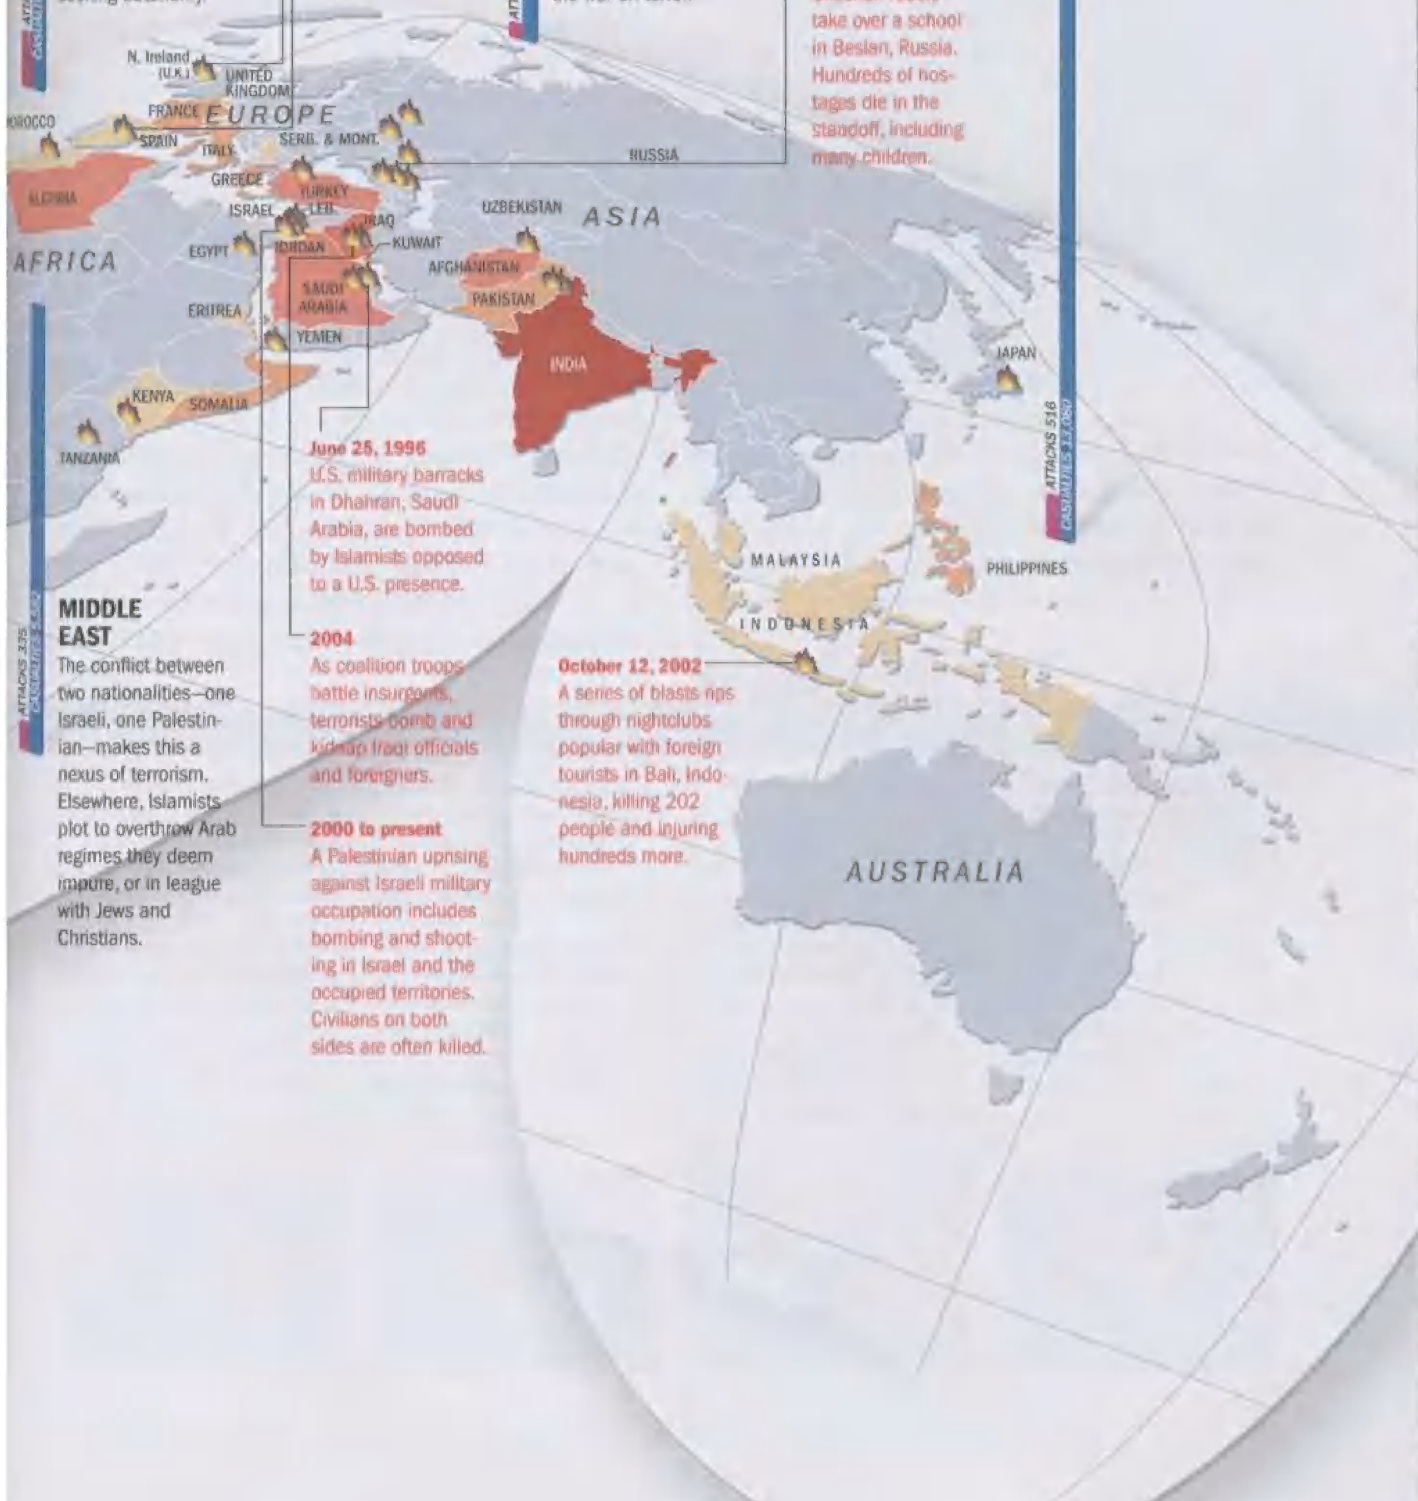 take over a school
in Beslan, Russia.
Hundreds of hos-
tages die in the
standoff, including
many children.
N. Ireland
(U.K.)
UNITED
KINGDOM
FRANCE
EUROPE
SPAIN
ITALY
SERB. & MONT.
GREECE
TURKEY
RUSSIA
ISRAEL
LEB.
IRAQ
UZBEKISTAN
ASIA
EGYPT
JORDAN
KUWAIT
AFRICA
AFGHANISTAN
SAUDI
ARABIA
PAKISTAN
ERITREA
YEMEN
INDIA
JAPAN
KENYA
SOMALIA
TANZANIA
ATTACKS 516
CASUALTIES 13,080
MALAYSIA
PHILIPPINES
INDONESIA
AUSTRALIA
ATTACKS 335
CASUALTIES
MIDDLE
EAST
The conflict between
two nationalities—one
Israeli, one Palestin-
ian—makes this a
nexus of terrorism.
Elsewhere, Islamists
plot to overthrow Arab
regimes they deem
impure, or in league
with Jews and
Christians.
June 25, 1996
U.S. military barracks
in Dhahran, Saudi
Arabia, are bombed
by Islamists opposed
to a U.S. presence.
2004
As coalition troops
battle insurgents,
terrorists bomb and
kidnap Iraqi officials
and foreigners.
2000 to present
A Palestinian uprising
against Israeli military
occupation includes
bombing and shoot-
ing in Israel and the
occupied territories.
Civilians on both
sides are often killed.
October 12, 2002
A series of blasts rips
through nightclubs
popular with foreign
tourists in Bali, Indo-
nesia, killing 202
people and injuring
hundreds more.